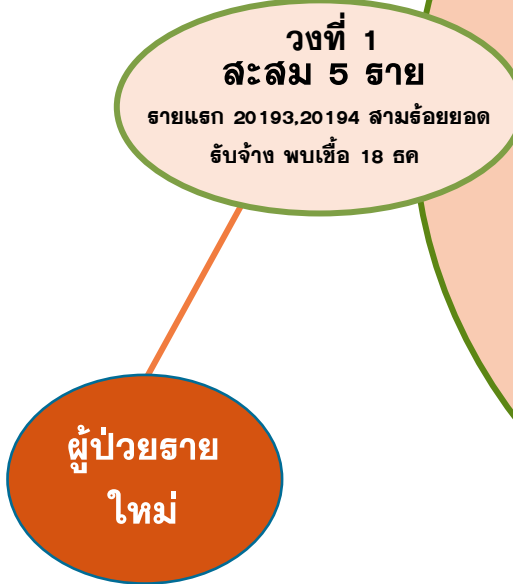 วงที่ 1
สะสม 5 ราย
รายแรก 20193,20194 สามร้อยยอด
รับจ้าง พบเชื้อ 18 ธค
ผู้ป่วยราย
ใหม่